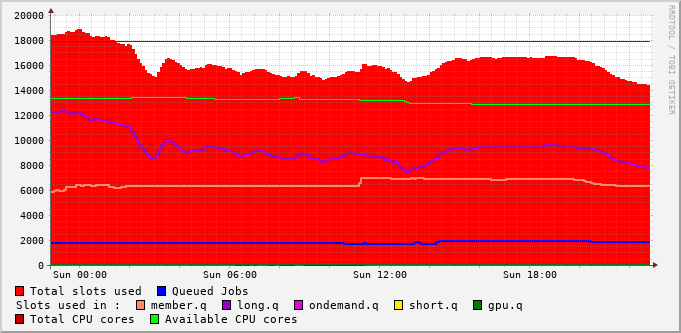 20000
18000
16000
14000
12000
10000
8000
6000
4000
2000
0
Sun 00:00 Sun 06:00 Sun 12:00 Sun 18:00
RRDTOOL / TOBI OETIKER
Total slots used Queued Jobs
Slots used in : member.q long.q ondemand.q short.q gpu.q
Total CPU cores Available CPU cores